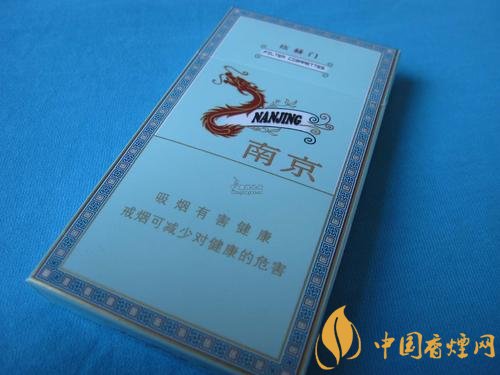 炫赫门
FILTER CIGARETTES
NANJING
南京
吸烟有害健康
戒烟可减少对健康的危害
中国香烟网